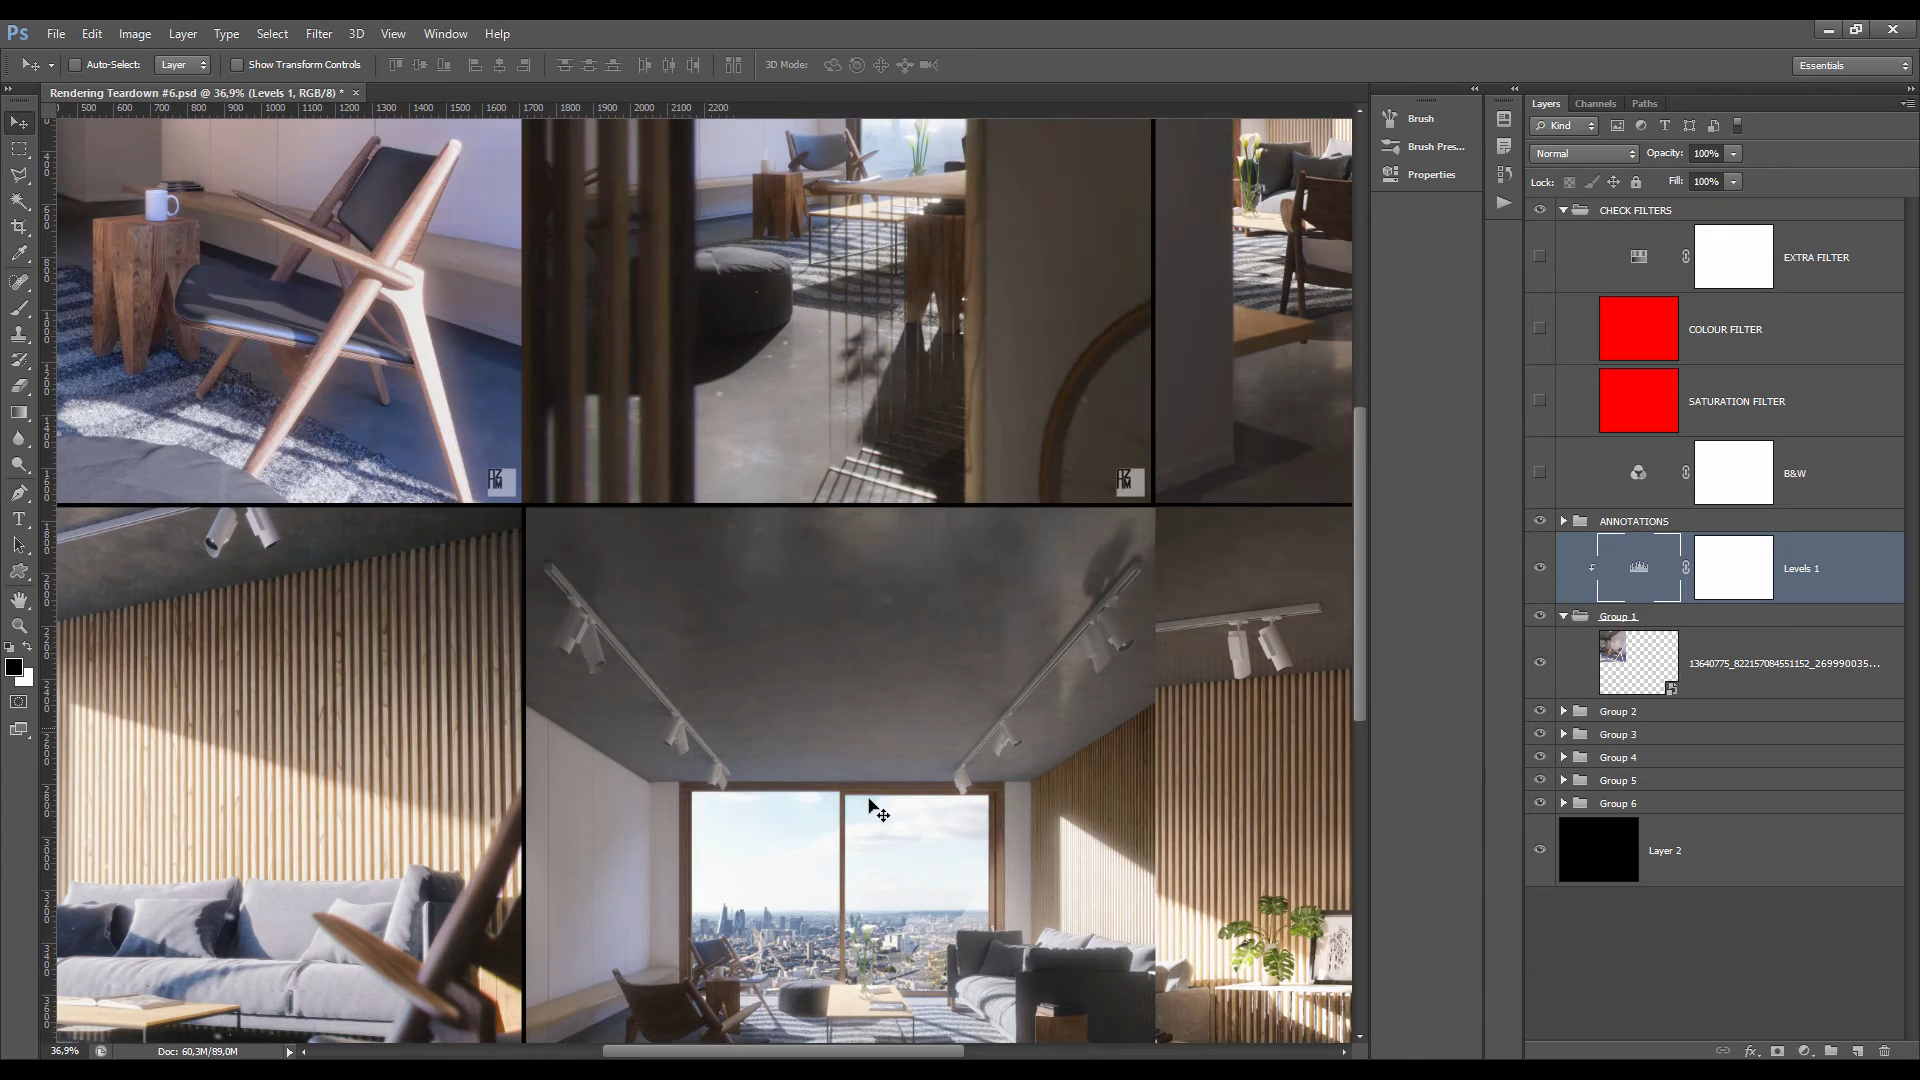 Ps File Edit Image Layer Type Select Filter 3D View Window Help
Auto-Select: Layer Show Transform Controls 3D Mode: Essentials
Rendering Teardown #6.psd @ 36,9% (Levels 1, RGB/8) *
500 600 700 800 900 1000 1100 1200 1300 1400 1500 1600 1700 1800 1900 2000 2100 2200
Brush
Brush Pres...
Properties
Layers Channels Paths
Kind
Normal Opacity: 100%
Lock: Fill: 100%
CHECK FILTERS
EXTRA FILTER
COLOUR FILTER
SATURATION FILTER
B&W
ANNOTATIONS
Levels 1
Group 1
13640775_822157084551152_269990035...
Group 2
Group 3
Group 4
Group 5
Group 6
Layer 2
36,9% Doc: 60,3M/89,0M